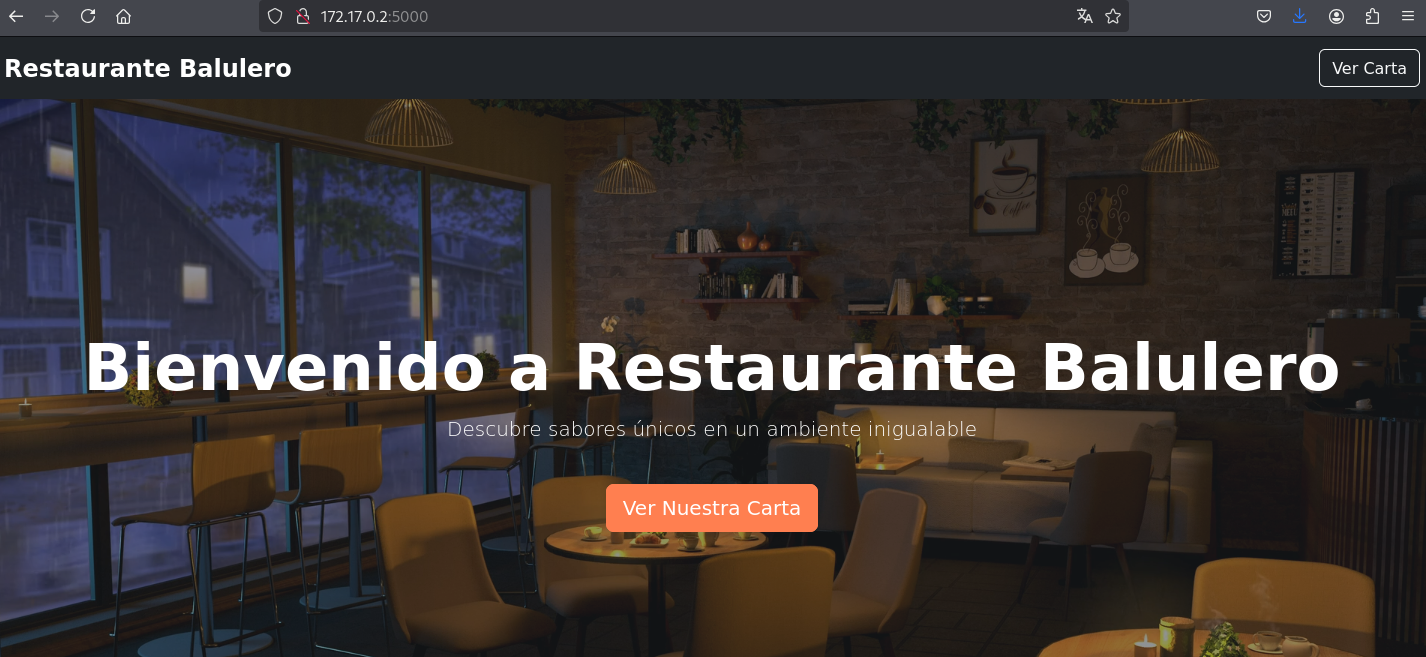 172.17.0.2:5000
Restaurante Balulero
Ver Carta
Coffee
Bienvenido a Restaurante Balulero
Descubre sabores únicos en un ambiente inigualable
Ver Nuestra Carta